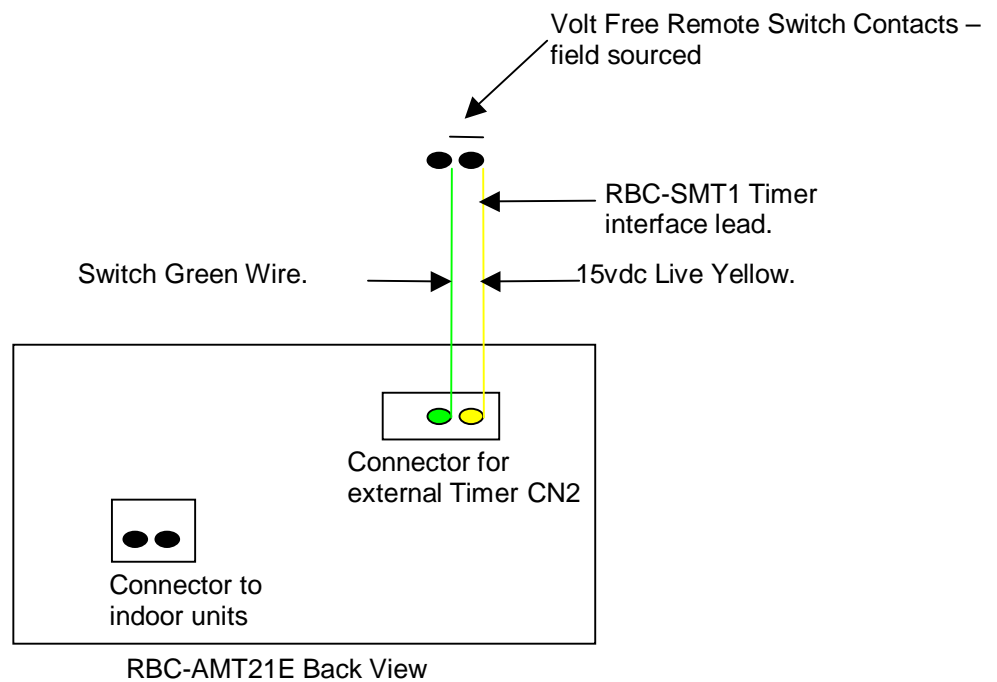 Volt Free Remote Switch Contacts –
field sourced
RBC-SMT1 Timer
interface lead.
Switch Green Wire.
15vdc Live Yellow.
Connector for
external Timer CN2
Connector to
indoor units
RBC-AMT21E Back View